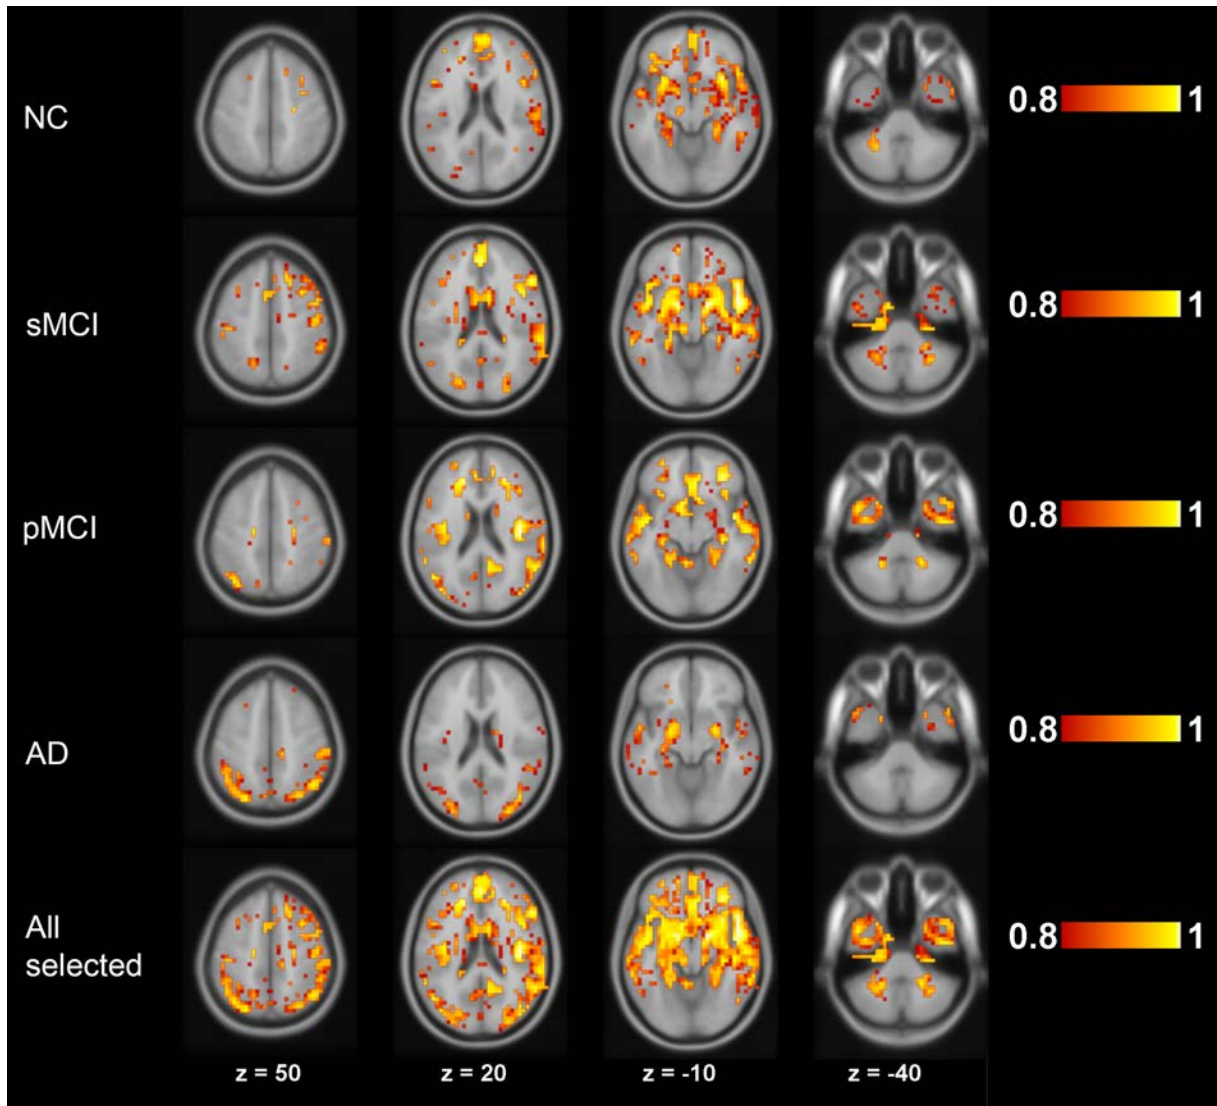 NC
0.8 1
sMCI
0.8 1
pMCI
0.8 1
AD
0.8 1
All
selected
0.8 1
z = 50 z = 20 z = -10 z = -40